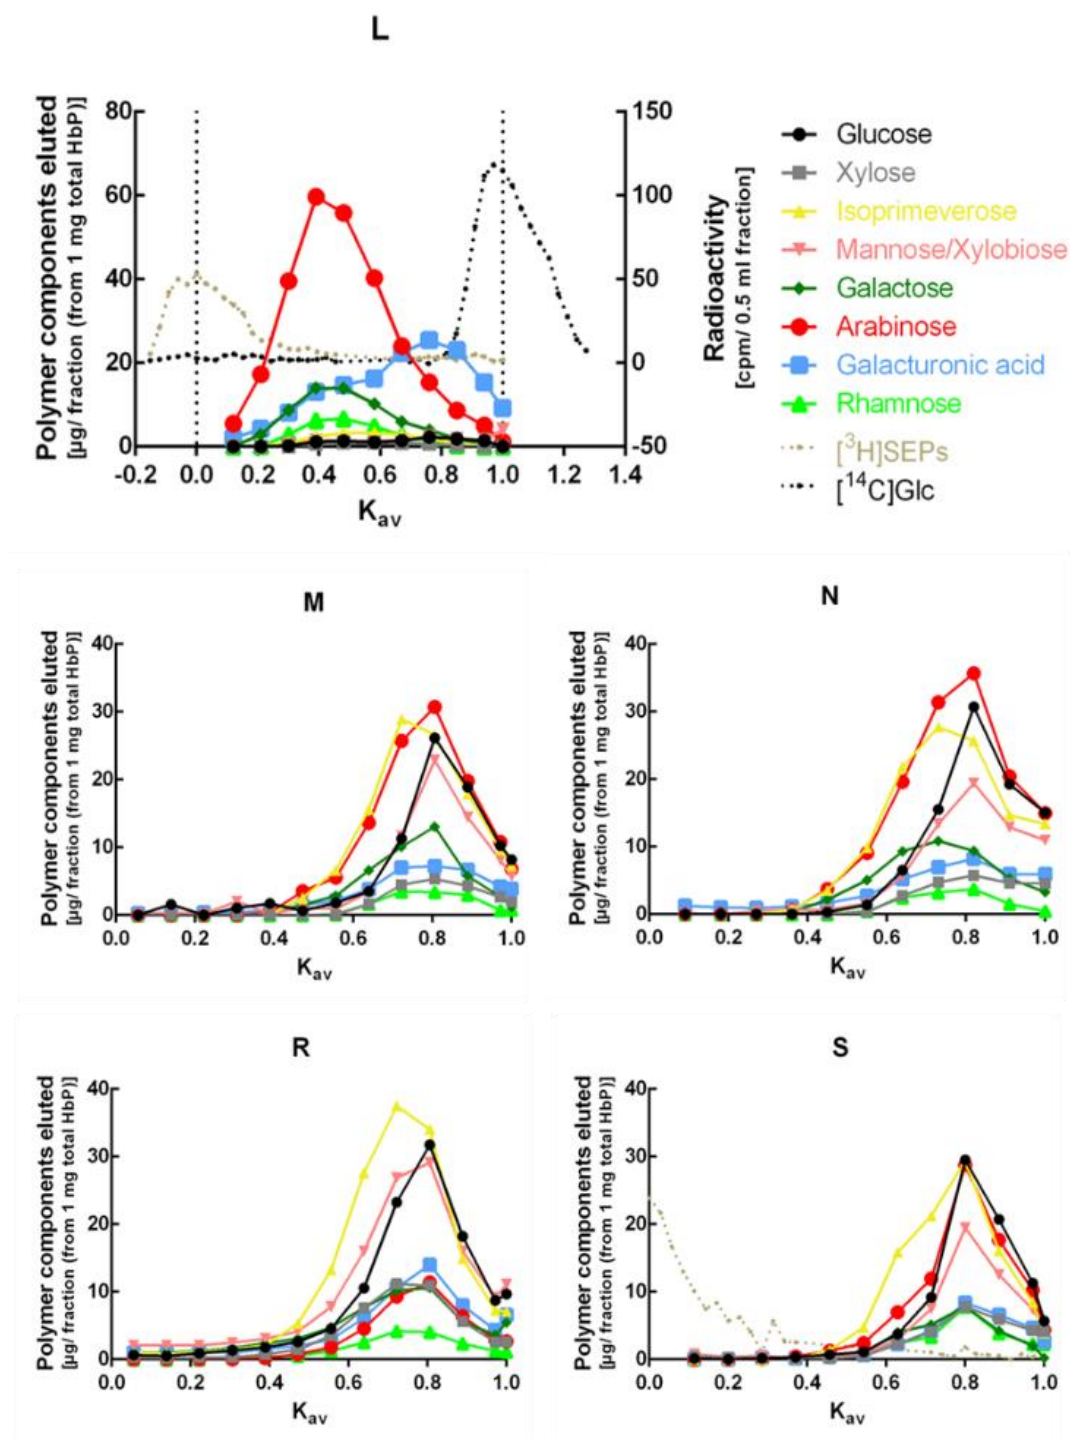 L
Polymer components eluted
[µg/ fraction (from 1 mg total HbP)]
80
60
40
20
0
-0.2 0.0 0.2 0.4 0.6 0.8 1.0 1.2 1.4
Kav
150
100
50
0
-50
Radioactivity
[cpm/ 0.5 ml fraction]
Glucose
Xylose
Isoprimeverose
Mannose/Xylobiose
Galactose
Arabinose
Galacturonic acid
Rhamnose
[³H]SEPs
[¹⁴C]Glc
M
Polymer components eluted
[µg/ fraction (from 1 mg total HbP)]
40
30
20
10
0
0.0 0.2 0.4 0.6 0.8 1.0
Kav
N
Polymer components eluted
[µg/ fraction (from 1 mg total HbP)]
40
30
20
10
0
0.0 0.2 0.4 0.6 0.8 1.0
Kav
R
Polymer components eluted
[µg/ fraction (from 1 mg total HbP)]
40
30
20
10
0
0.0 0.2 0.4 0.6 0.8 1.0
Kav
S
Polymer components eluted
[µg/ fraction (from 1 mg total HbP)]
40
30
20
10
0
0.0 0.2 0.4 0.6 0.8 1.0
Kav